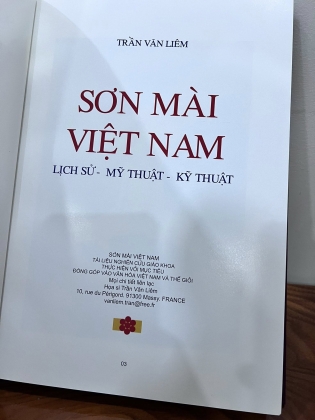 TRẦN VĂN LIÊM
SƠN MÀI
VIỆT NAM
LỊCH SỬ - MỸ THUẬT - KỸ THUẬT
SƠN MÀI VIỆT NAM
TÀI LIỆU NGHIÊN CỨU GIÁO KHOA
THỰC HIỆN VỚI MỤC TIÊU
ĐÓNG GÓP VÀO VĂN HÓA VIỆT NAM VÀ THẾ GIỚI
Mọi chi tiết liên lạc
Họa sĩ Trần Văn Liêm
10, rue du Périgord. 91300 Massy. FRANCE
vanliem.tran@free.fr
03